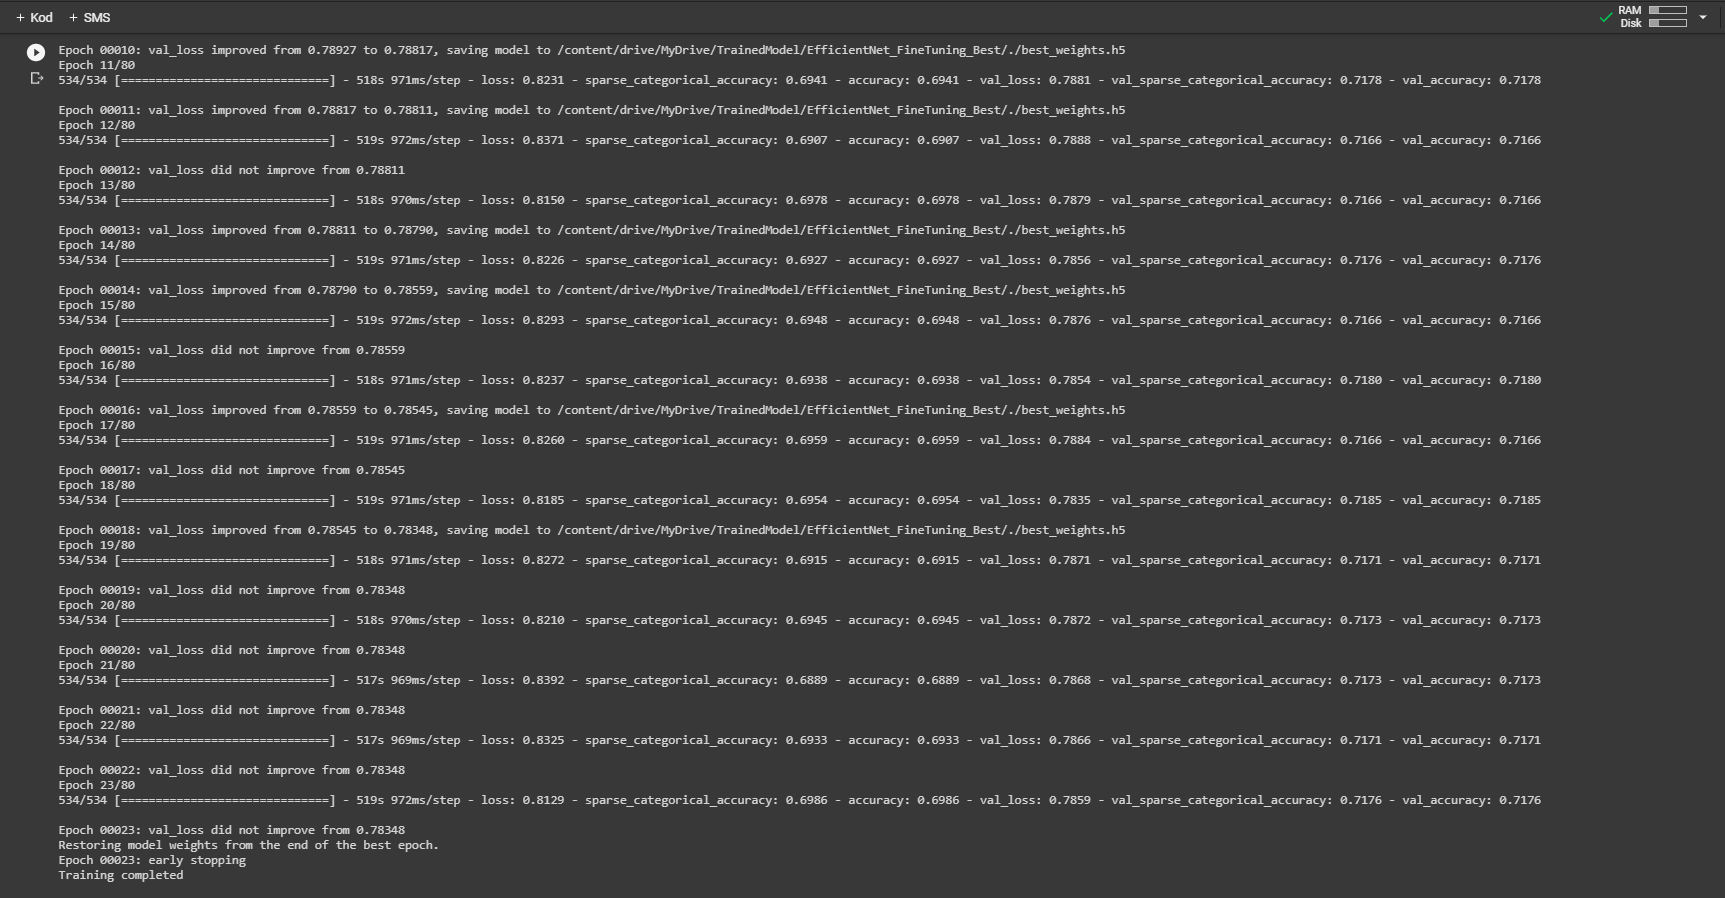 + Kod + SMS
RAM
Disk
Epoch 00010: val_loss improved from 0.78927 to 0.78817, saving model to /content/drive/MyDrive/TrainedModel/EfficientNet_FineTuning_Best/./best_weights.h5
Epoch 11/80
534/534 [==============================] - 518s 971ms/step - loss: 0.8231 - sparse_categorical_accuracy: 0.6941 - accuracy: 0.6941 - val_loss: 0.7881 - val_sparse_categorical_accuracy: 0.7178 - val_accuracy: 0.7178
Epoch 00011: val_loss improved from 0.78817 to 0.78811, saving model to /content/drive/MyDrive/TrainedModel/EfficientNet_FineTuning_Best/./best_weights.h5
Epoch 12/80
534/534 [==============================] - 519s 972ms/step - loss: 0.8371 - sparse_categorical_accuracy: 0.6907 - accuracy: 0.6907 - val_loss: 0.7888 - val_sparse_categorical_accuracy: 0.7166 - val_accuracy: 0.7166
Epoch 00012: val_loss did not improve from 0.78811
Epoch 13/80
534/534 [==============================] - 518s 970ms/step - loss: 0.8150 - sparse_categorical_accuracy: 0.6978 - accuracy: 0.6978 - val_loss: 0.7879 - val_sparse_categorical_accuracy: 0.7166 - val_accuracy: 0.7166
Epoch 00013: val_loss improved from 0.78811 to 0.78790, saving model to /content/drive/MyDrive/TrainedModel/EfficientNet_FineTuning_Best/./best_weights.h5
Epoch 14/80
534/534 [==============================] - 519s 971ms/step - loss: 0.8226 - sparse_categorical_accuracy: 0.6927 - accuracy: 0.6927 - val_loss: 0.7856 - val_sparse_categorical_accuracy: 0.7176 - val_accuracy: 0.7176
Epoch 00014: val_loss improved from 0.78790 to 0.78559, saving model to /content/drive/MyDrive/TrainedModel/EfficientNet_FineTuning_Best/./best_weights.h5
Epoch 15/80
534/534 [==============================] - 519s 972ms/step - loss: 0.8293 - sparse_categorical_accuracy: 0.6948 - accuracy: 0.6948 - val_loss: 0.7876 - val_sparse_categorical_accuracy: 0.7166 - val_accuracy: 0.7166
Epoch 00015: val_loss did not improve from 0.78559
Epoch 16/80
534/534 [==============================] - 518s 971ms/step - loss: 0.8237 - sparse_categorical_accuracy: 0.6938 - accuracy: 0.6938 - val_loss: 0.7854 - val_sparse_categorical_accuracy: 0.7180 - val_accuracy: 0.7180
Epoch 00016: val_loss improved from 0.78559 to 0.78545, saving model to /content/drive/MyDrive/TrainedModel/EfficientNet_FineTuning_Best/./best_weights.h5
Epoch 17/80
534/534 [==============================] - 519s 971ms/step - loss: 0.8260 - sparse_categorical_accuracy: 0.6959 - accuracy: 0.6959 - val_loss: 0.7884 - val_sparse_categorical_accuracy: 0.7166 - val_accuracy: 0.7166
Epoch 00017: val_loss did not improve from 0.78545
Epoch 18/80
534/534 [==============================] - 519s 971ms/step - loss: 0.8185 - sparse_categorical_accuracy: 0.6954 - accuracy: 0.6954 - val_loss: 0.7835 - val_sparse_categorical_accuracy: 0.7185 - val_accuracy: 0.7185
Epoch 00018: val_loss improved from 0.78545 to 0.78348, saving model to /content/drive/MyDrive/TrainedModel/EfficientNet_FineTuning_Best/./best_weights.h5
Epoch 19/80
534/534 [==============================] - 518s 971ms/step - loss: 0.8272 - sparse_categorical_accuracy: 0.6915 - accuracy: 0.6915 - val_loss: 0.7871 - val_sparse_categorical_accuracy: 0.7171 - val_accuracy: 0.7171
Epoch 00019: val_loss did not improve from 0.78348
Epoch 20/80
534/534 [==============================] - 518s 970ms/step - loss: 0.8210 - sparse_categorical_accuracy: 0.6945 - accuracy: 0.6945 - val_loss: 0.7872 - val_sparse_categorical_accuracy: 0.7173 - val_accuracy: 0.7173
Epoch 00020: val_loss did not improve from 0.78348
Epoch 21/80
534/534 [==============================] - 517s 969ms/step - loss: 0.8392 - sparse_categorical_accuracy: 0.6889 - accuracy: 0.6889 - val_loss: 0.7868 - val_sparse_categorical_accuracy: 0.7173 - val_accuracy: 0.7173
Epoch 00021: val_loss did not improve from 0.78348
Epoch 22/80
534/534 [==============================] - 517s 969ms/step - loss: 0.8325 - sparse_categorical_accuracy: 0.6933 - accuracy: 0.6933 - val_loss: 0.7866 - val_sparse_categorical_accuracy: 0.7171 - val_accuracy: 0.7171
Epoch 00022: val_loss did not improve from 0.78348
Epoch 23/80
534/534 [==============================] - 519s 972ms/step - loss: 0.8129 - sparse_categorical_accuracy: 0.6986 - accuracy: 0.6986 - val_loss: 0.7859 - val_sparse_categorical_accuracy: 0.7176 - val_accuracy: 0.7176
Epoch 00023: val_loss did not improve from 0.78348
Restoring model weights from the end of the best epoch.
Epoch 00023: early stopping
Training completed